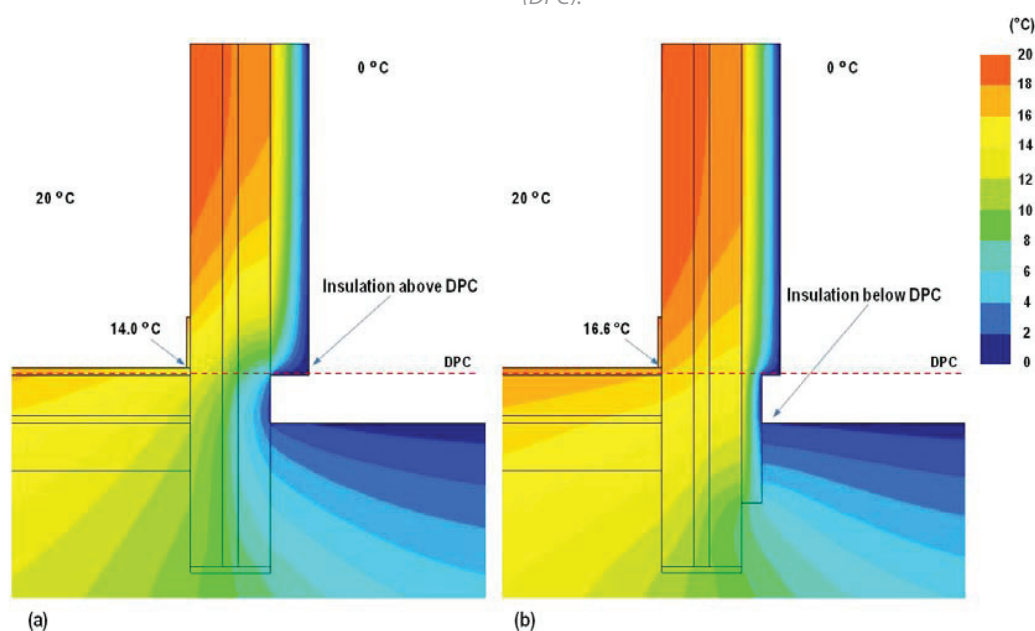 (DPC).
(°C)
0 °C
0 °C
20
18
16
14
12
10
8
6
4
2
0
20 °C
20 °C
Insulation above DPC
Insulation below DPC
14.0 °C
16.6 °C
DPC
DPC
(a)
(b)